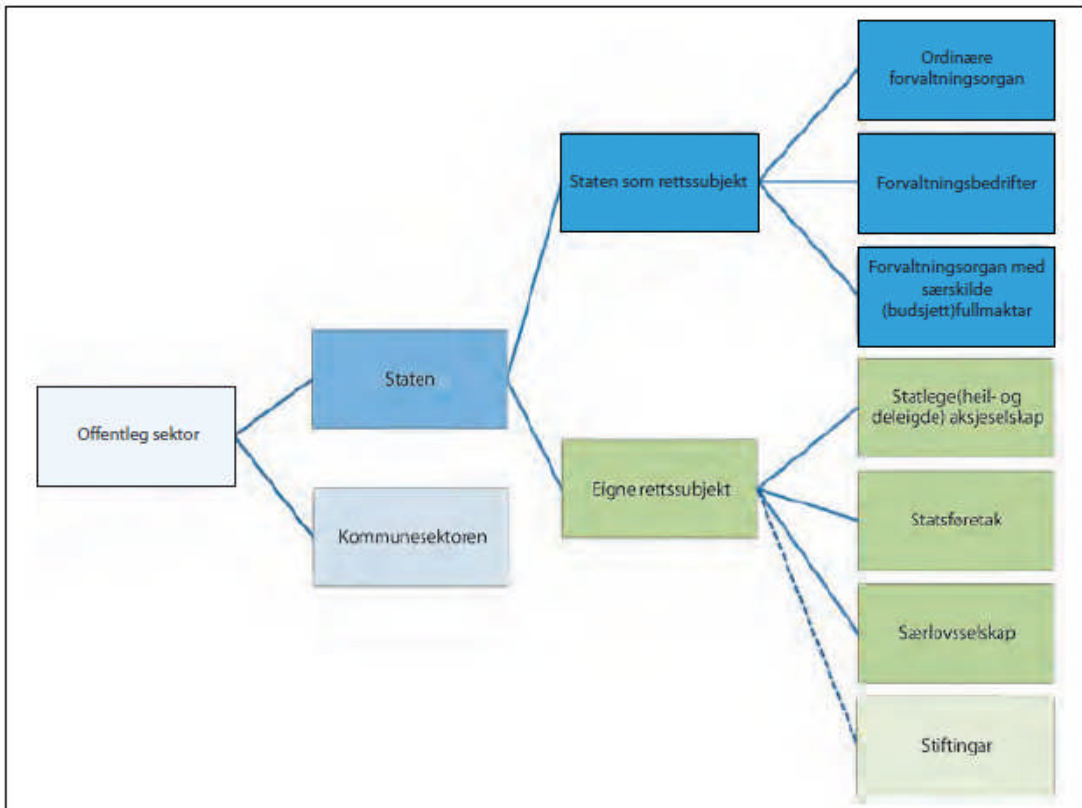 Offentleg sektor
Staten
Kommunesektoren
Staten som rettssubjekt
Eigne rettssubjekt
Ordinære
forvaltningsorgan
Forvaltningsbedrifter
Forvaltningsorgan med
særskilde
(budsjett)fullmaktar
Statlege(heil- og
deleigde) aksjeselskap
Statsføretak
Særlovsselskap
Stiftingar